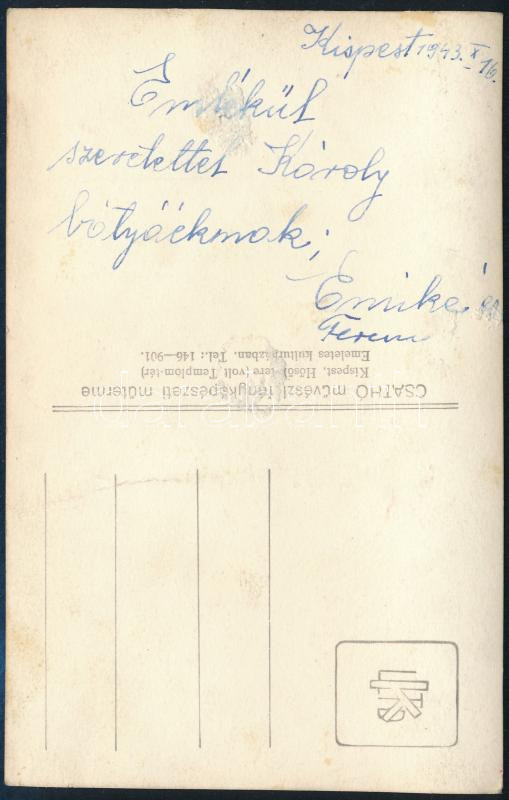 Kispest 1943. X 16.
Emlékül
szeretettel Károly
bátyáéknak;
Emike
Ferenc
CSATHÓ művészi fényképészeti műterme
Kispest, Hősök tere (volt Templom-tér)
Emeletes kultúrházban. Tel.: 146—901.